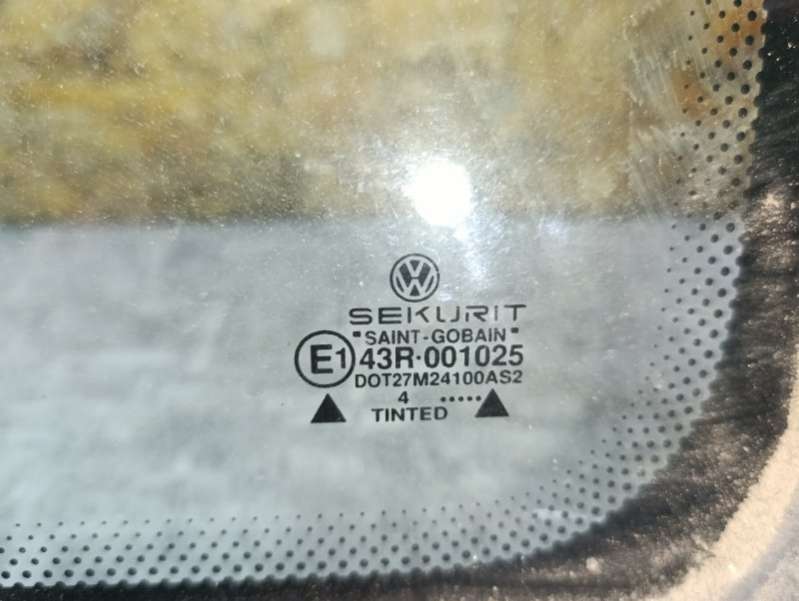 SEKURIT
"SAINT-GOBAIN"
E1 43R-001025
DOT27M24100AS2
4 .....
TINTED